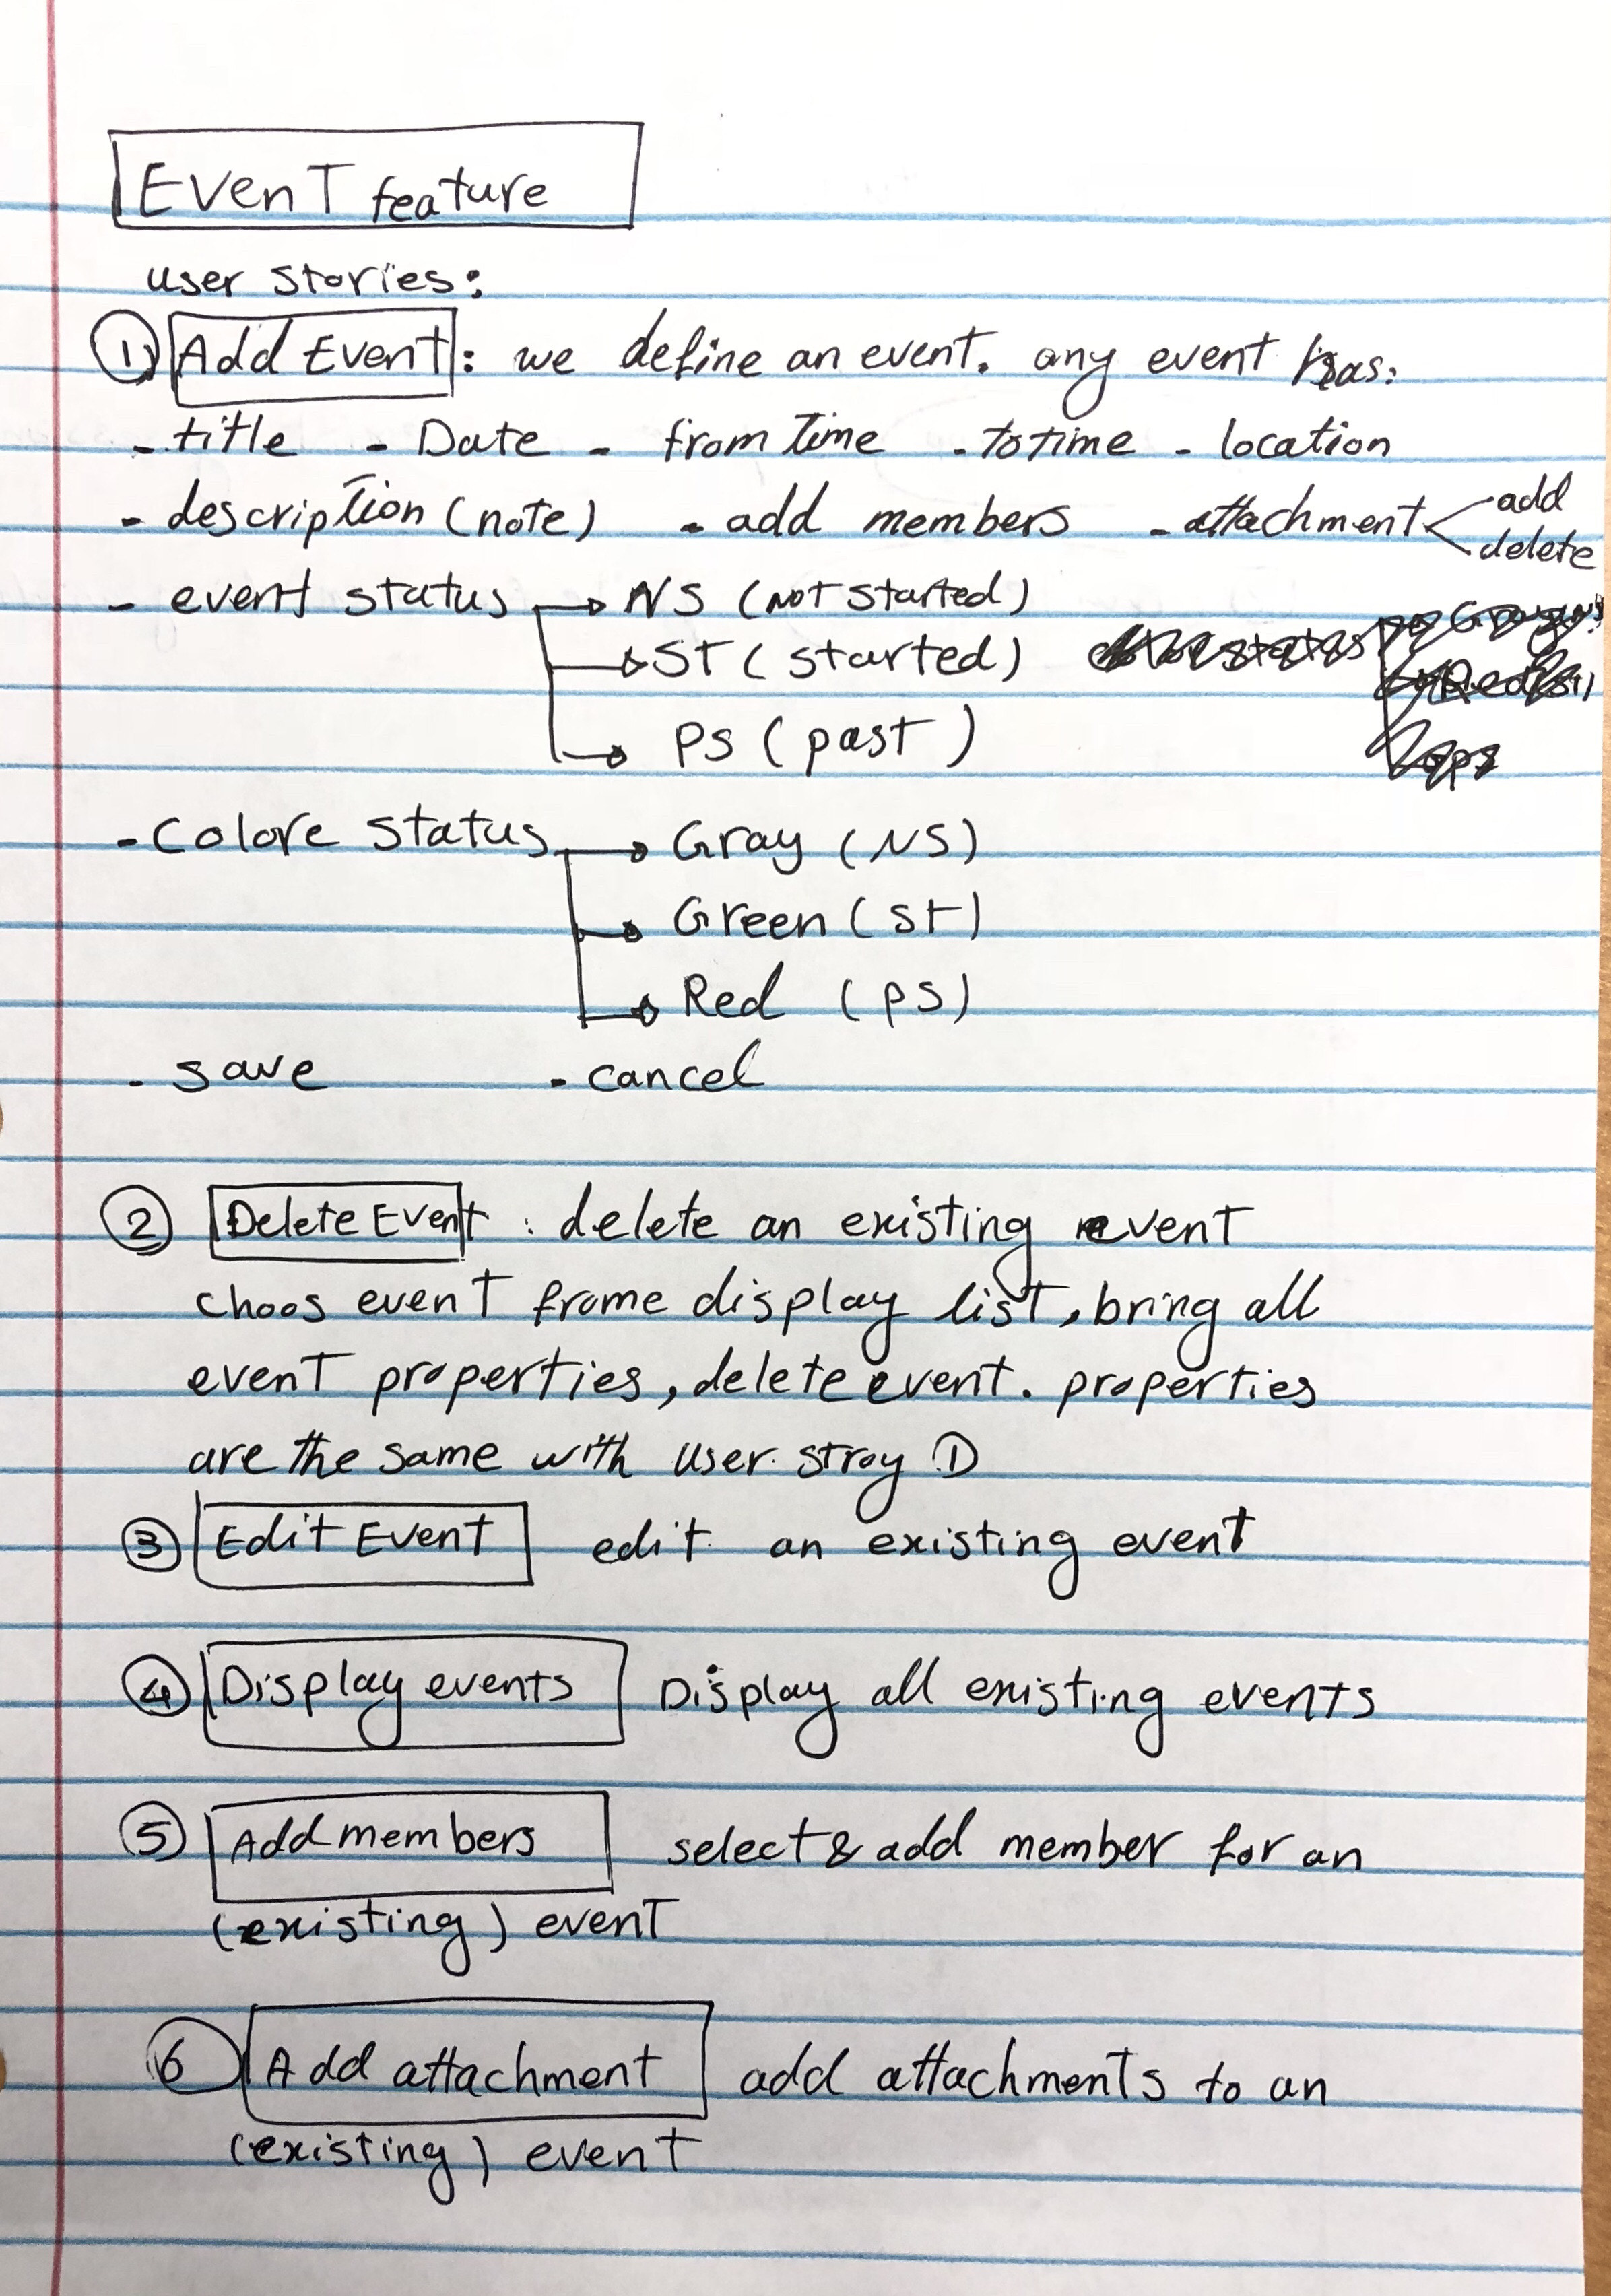 Event feature
user stories:
① Add Event: we define an event. any event has:
- title - Date - from time - to time - location
- description (note) - add members - attachment add
delete
- event status NS (Not started)
ST (started)
PS (past)
- Colore status Gray (NS)
Green (ST)
Red (PS)
- save - cancel
② Delete Event : delete an existing event
choos event frome display list, bring all
event properties, delete event. properties
are the same with user stroy ①
③ Edit Event edit an existing event
④ Display events Display all existing events
⑤ Add members select & add member for an
(existing) event
⑥ Add attachment add attachments to an
(existing) event